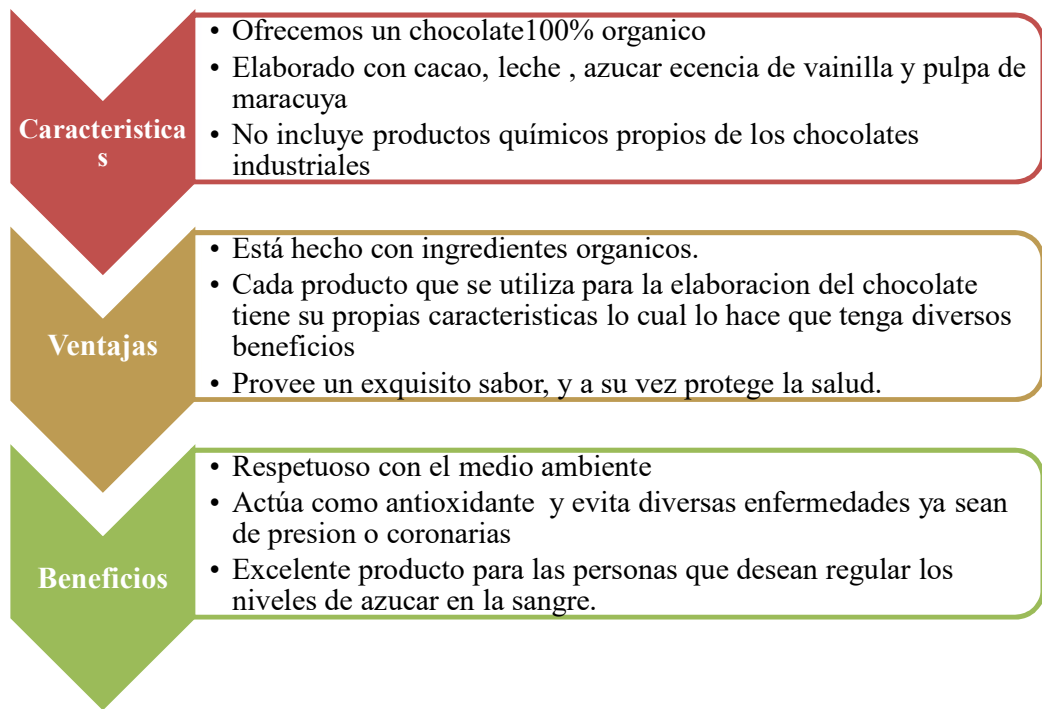 Caracteristica
s
• Ofrecemos un chocolate100% organico
• Elaborado con cacao, leche , azucar ecencia de vainilla y pulpa de
maracuya
• No incluye productos químicos propios de los chocolates
industriales
Ventajas
• Está hecho con ingredientes organicos.
• Cada producto que se utiliza para la elaboracion del chocolate
tiene su propias caracteristicas lo cual lo hace que tenga diversos
beneficios
• Provee un exquisito sabor, y a su vez protege la salud.
Beneficios
• Respetuoso con el medio ambiente
• Actúa como antioxidante  y evita diversas enfermedades ya sean
de presion o coronarias
• Excelente producto para las personas que desean regular los
niveles de azucar en la sangre.